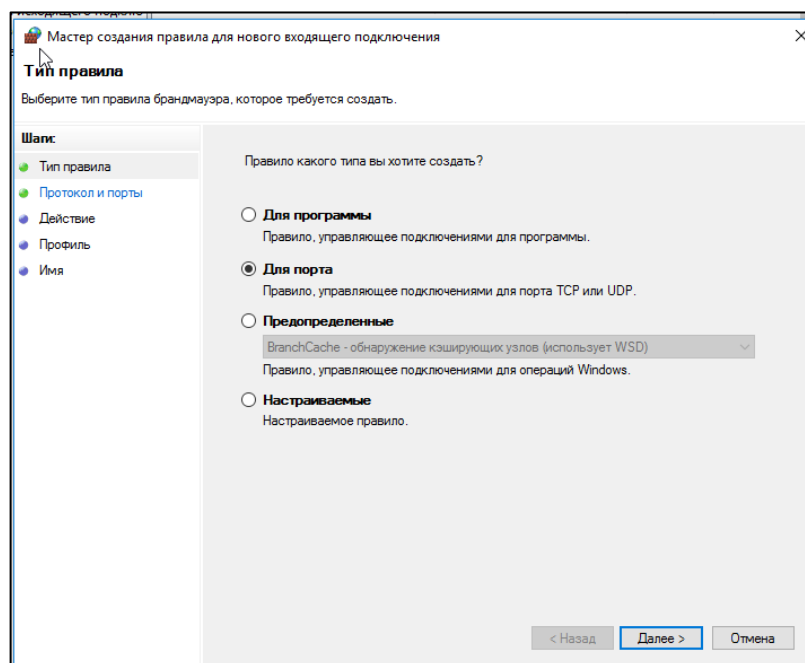 Мастер создания правила для нового входящего подключения
Тип правила
Выберите тип правила брандмауэра, которое требуется создать.
Шаги:
Тип правила
Протокол и порты
Действие
Профиль
Имя
Правило какого типа вы хотите создать?
Для программы
Правило, управляющее подключениями для программы.
Для порта
Правило, управляющее подключениями для порта TCP или UDP.
Предопределенные
BranchCache - обнаружение кэширующих узлов (использует WSD)
Правило, управляющее подключениями для операций Windows.
Настраиваемые
Настраиваемое правило.
< Назад
Далее >
Отмена